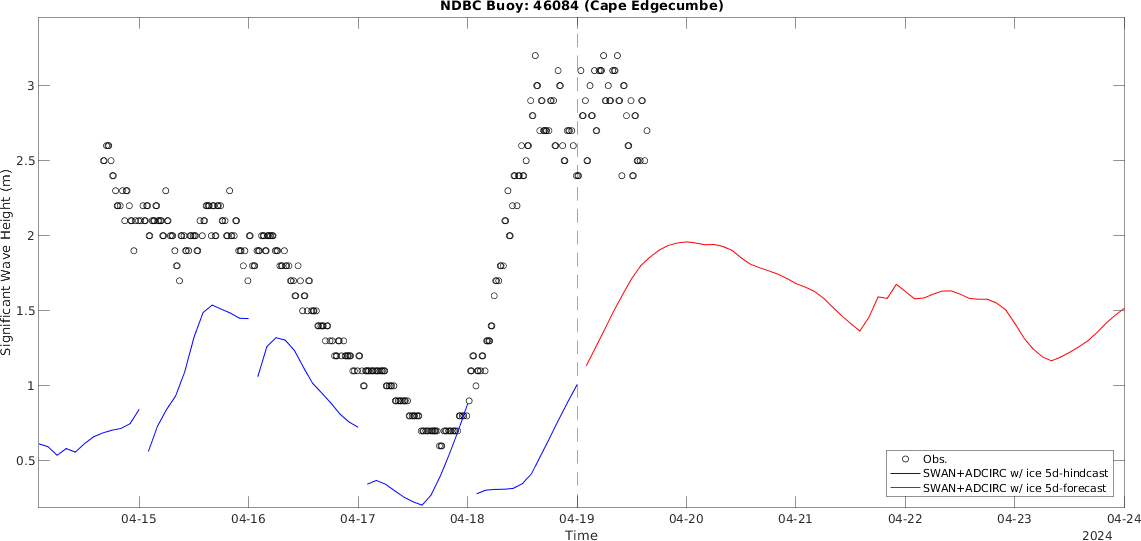 NDBC Buoy: 46084 (Cape Edgecumbe)
Significant Wave Height (m)
3
2.5
2
1.5
1
0.5
Obs.
SWAN+ADCIRC w/ ice 5d-hindcast
SWAN+ADCIRC w/ ice 5d-forecast
04-15 04-16 04-17 04-18 04-19 04-20 04-21 04-22 04-23 04-24
Time
2024